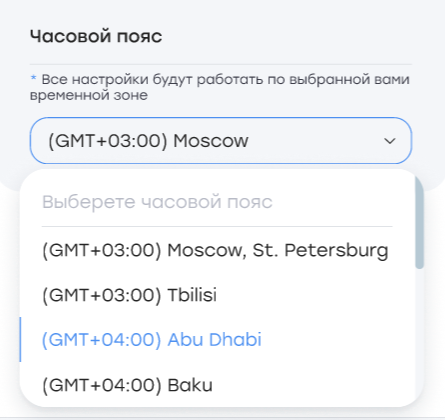 Часовой пояс
* Все настройки будут работать по выбранной вами
временной зоне
(GMT+03:00) Moscow
Выберете часовой пояс
(GMT+03:00) Moscow, St. Petersburg
(GMT+03:00) Tbilisi
(GMT+04:00) Abu Dhabi
(GMT+04:00) Baku